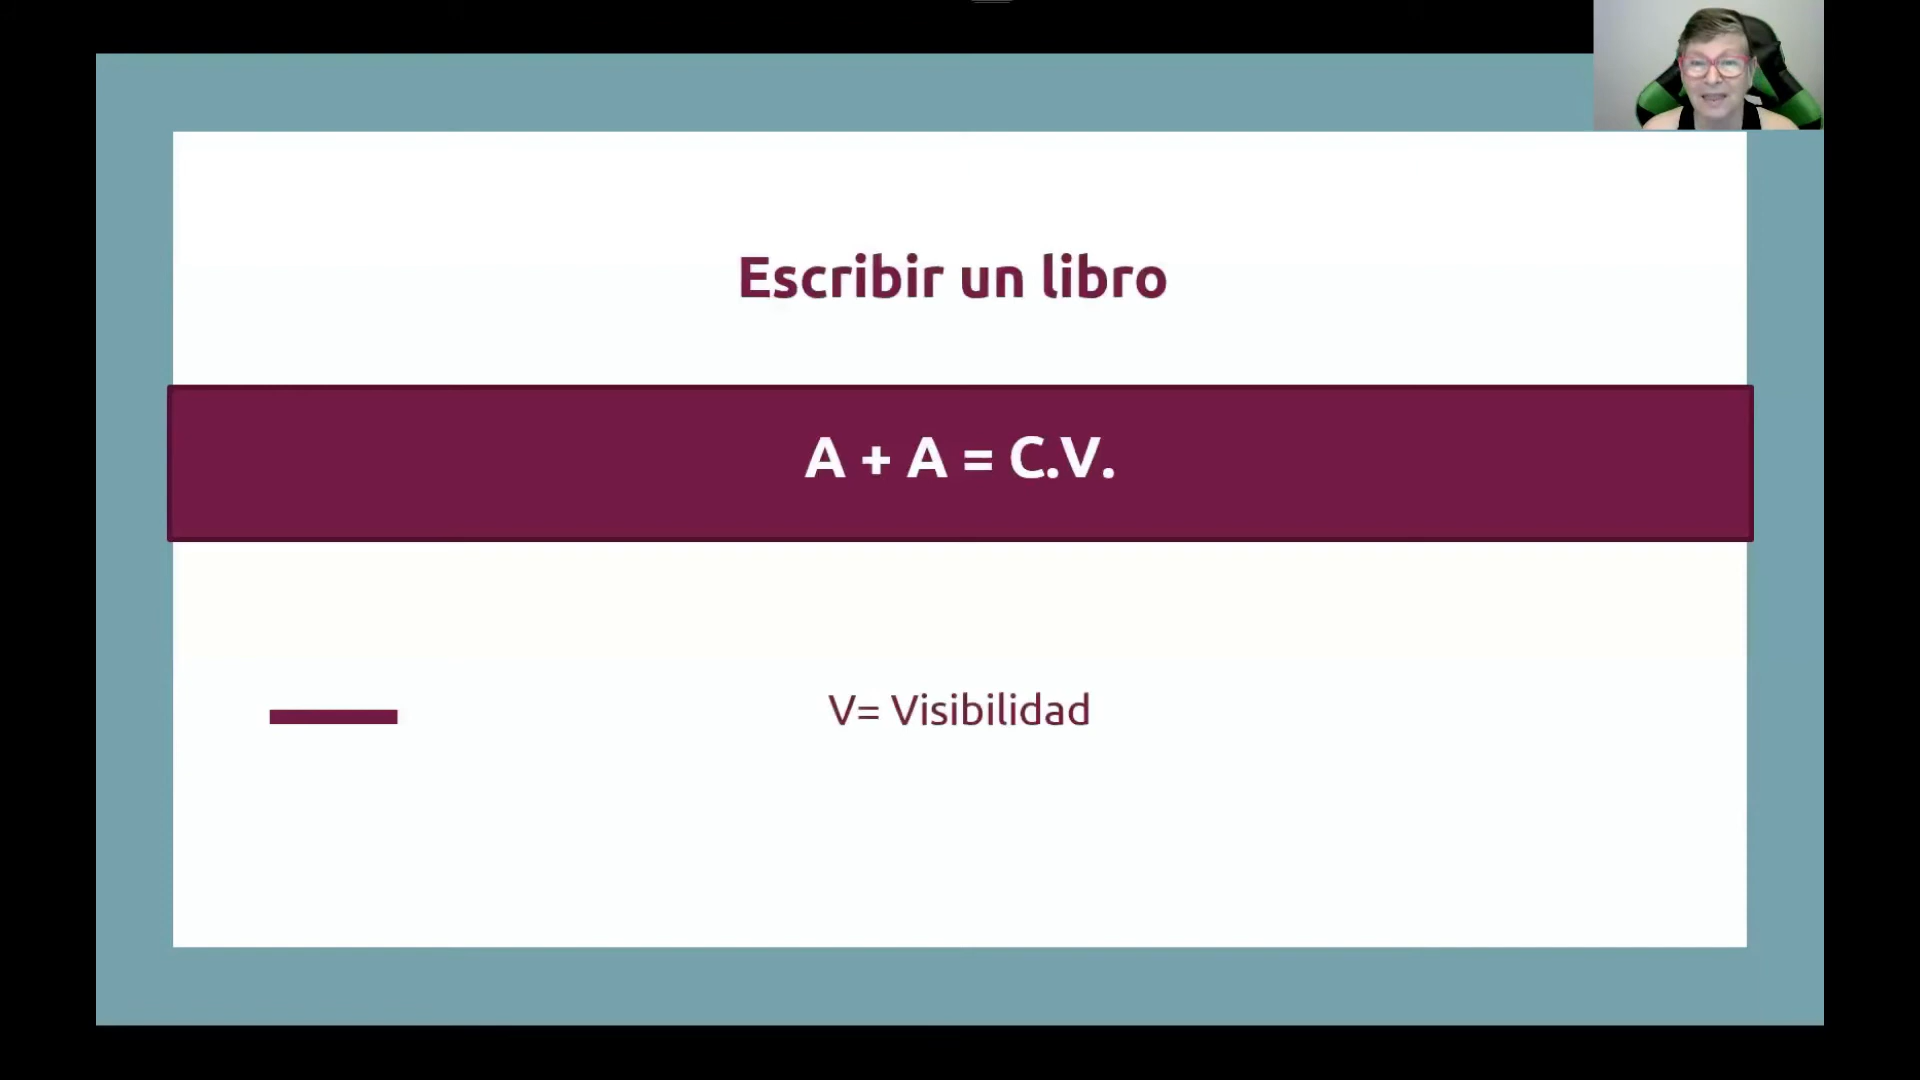 Escribir un libro
A + A = C.V.
V= Visibilidad